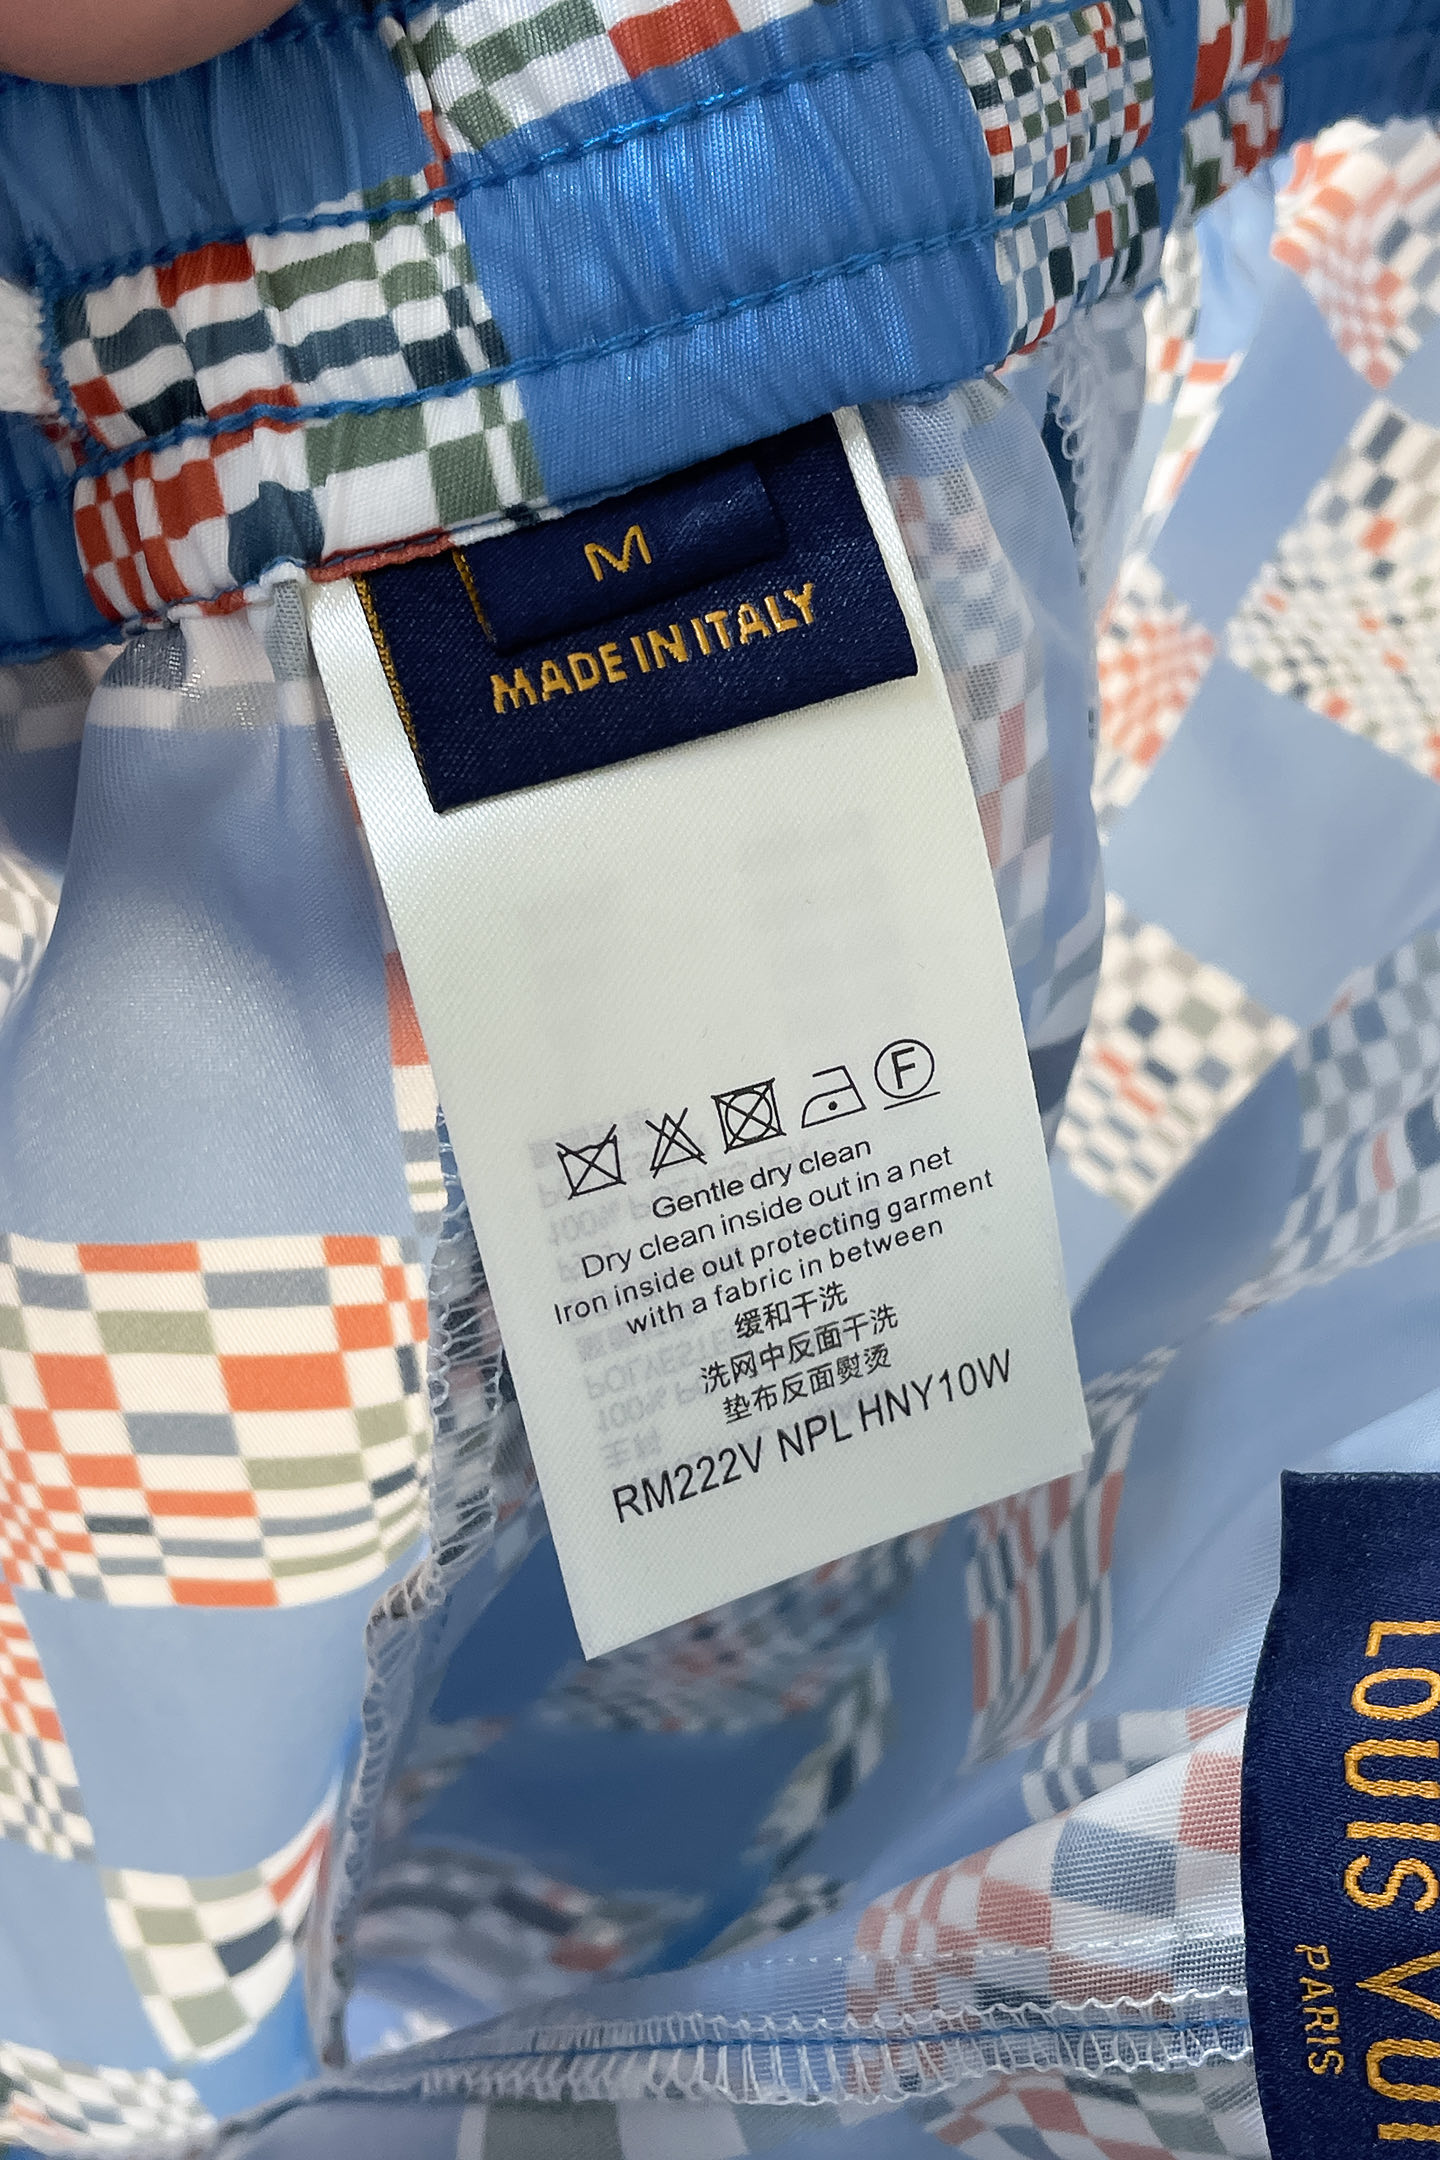 M
MADE IN ITALY
F
Gentle dry clean
Dry clean inside out in a net
Iron inside out protecting garment
with a fabric in between
缓和干洗
洗网中反面干洗
垫布反面熨烫
RM222V NPL HNY10W
LOUIS VUI
PARIS